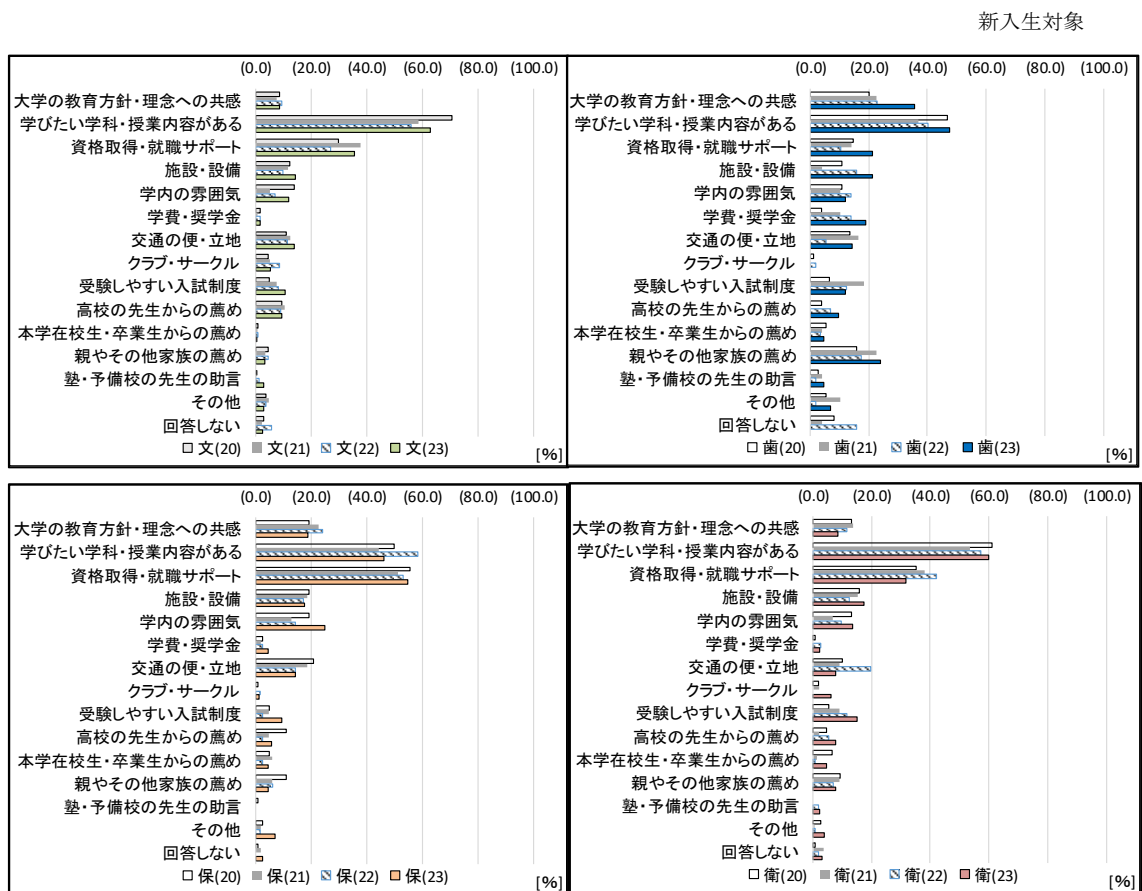 新入生対象
(0.0) (20.0) (40.0) (60.0) (80.0) (100.0)
大学の教育方針・理念への共感
学びたい学科・授業内容がある
資格取得・就職サポート
施設・設備
学内の雰囲気
学費・奨学金
交通の便・立地
クラブ・サークル
受験しやすい入試制度
高校の先生からの薦め
本学在校生・卒業生からの薦め
親やその他家族の薦め
塾・予備校の先生の助言
その他
回答しない
文(20) 文(21) 文(22) 文(23)
[%]
(0.0) (20.0) (40.0) (60.0) (80.0) (100.0)
大学の教育方針・理念への共感
学びたい学科・授業内容がある
資格取得・就職サポート
施設・設備
学内の雰囲気
学費・奨学金
交通の便・立地
クラブ・サークル
受験しやすい入試制度
高校の先生からの薦め
本学在校生・卒業生からの薦め
親やその他家族の薦め
塾・予備校の先生の助言
その他
回答しない
歯(20) 歯(21) 歯(22) 歯(23)
[%]
(0.0) (20.0) (40.0) (60.0) (80.0) (100.0)
大学の教育方針・理念への共感
学びたい学科・授業内容がある
資格取得・就職サポート
施設・設備
学内の雰囲気
学費・奨学金
交通の便・立地
クラブ・サークル
受験しやすい入試制度
高校の先生からの薦め
本学在校生・卒業生からの薦め
親やその他家族の薦め
塾・予備校の先生の助言
その他
回答しない
保(20) 保(21) 保(22) 保(23)
[%]
(0.0) (20.0) (40.0) (60.0) (80.0) (100.0)
大学の教育方針・理念への共感
学びたい学科・授業内容がある
資格取得・就職サポート
施設・設備
学内の雰囲気
学費・奨学金
交通の便・立地
クラブ・サークル
受験しやすい入試制度
高校の先生からの薦め
本学在校生・卒業生からの薦め
親やその他家族の薦め
塾・予備校の先生の助言
その他
回答しない
衛(20) 衛(21) 衛(22) 衛(23)
[%]